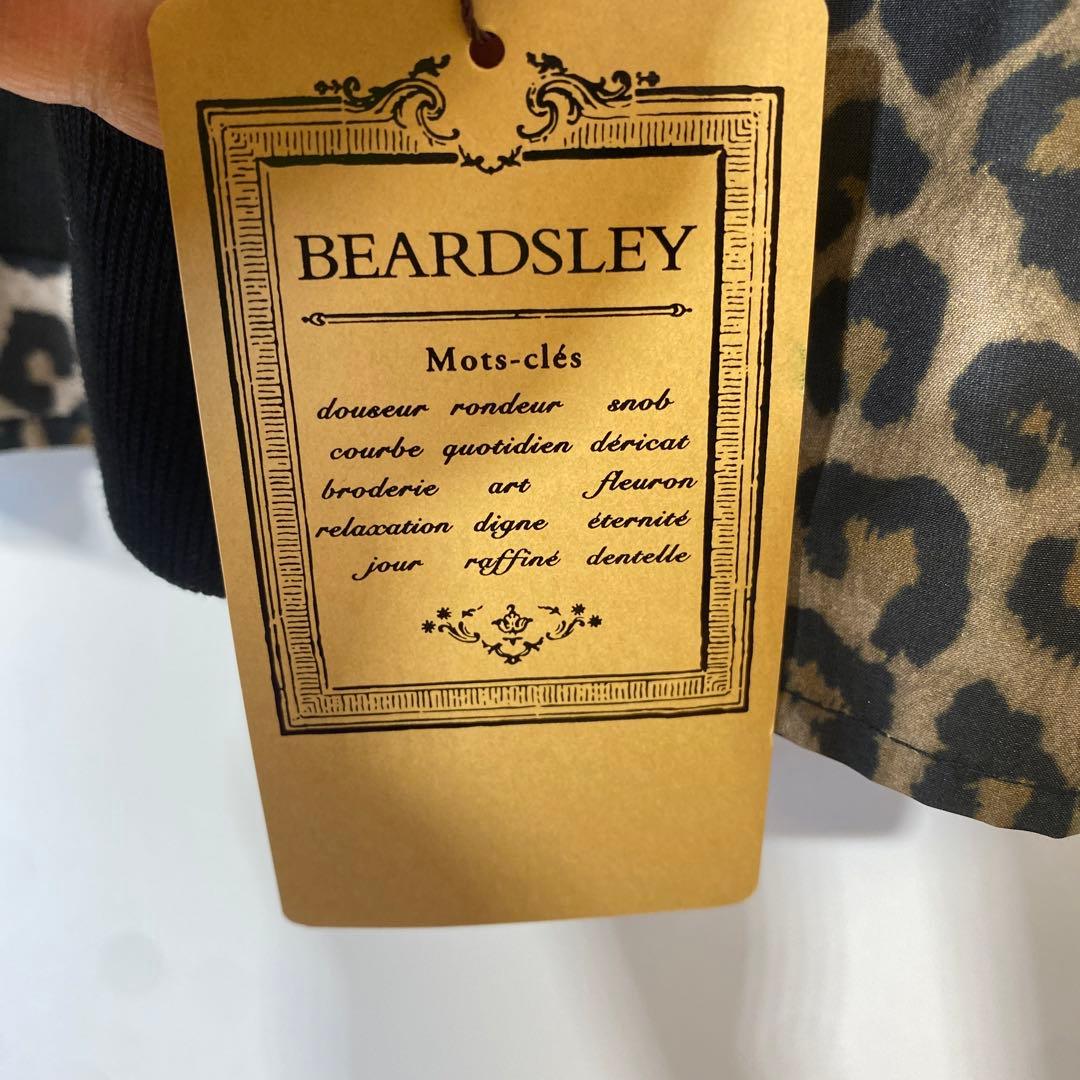 BEARDSLEY
Mots-clés
douseur rondeur snob
courbe quotidien déricat
broderie art fleuron
relaxation digne éternité
jour raffiné dentelle